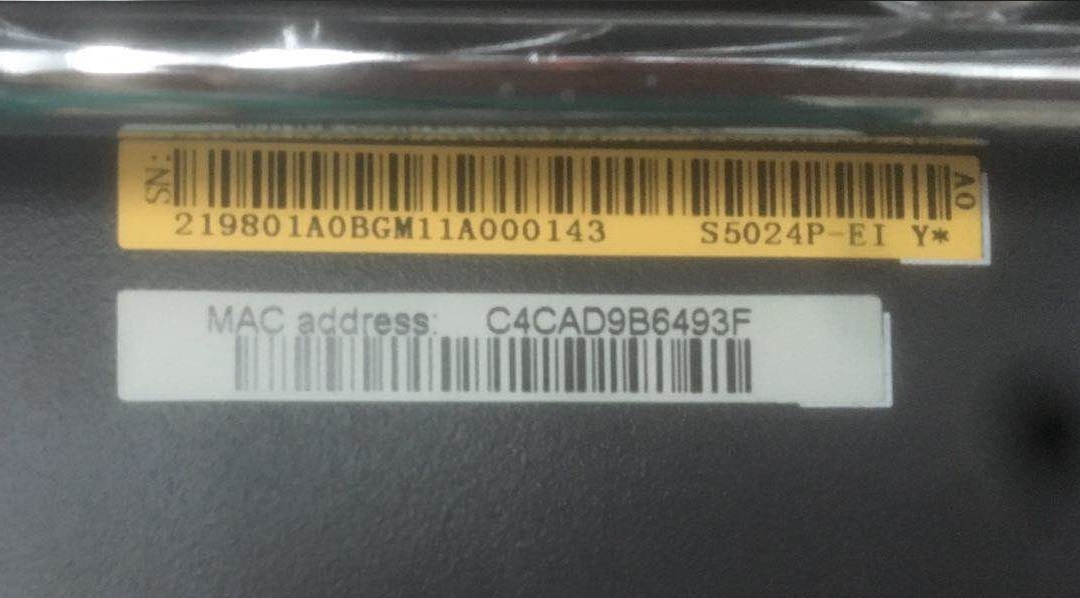 SN:
A0
219801A0BGM11A000143 S5024P-EI Y*
MAC address: C4CAD9B6493F